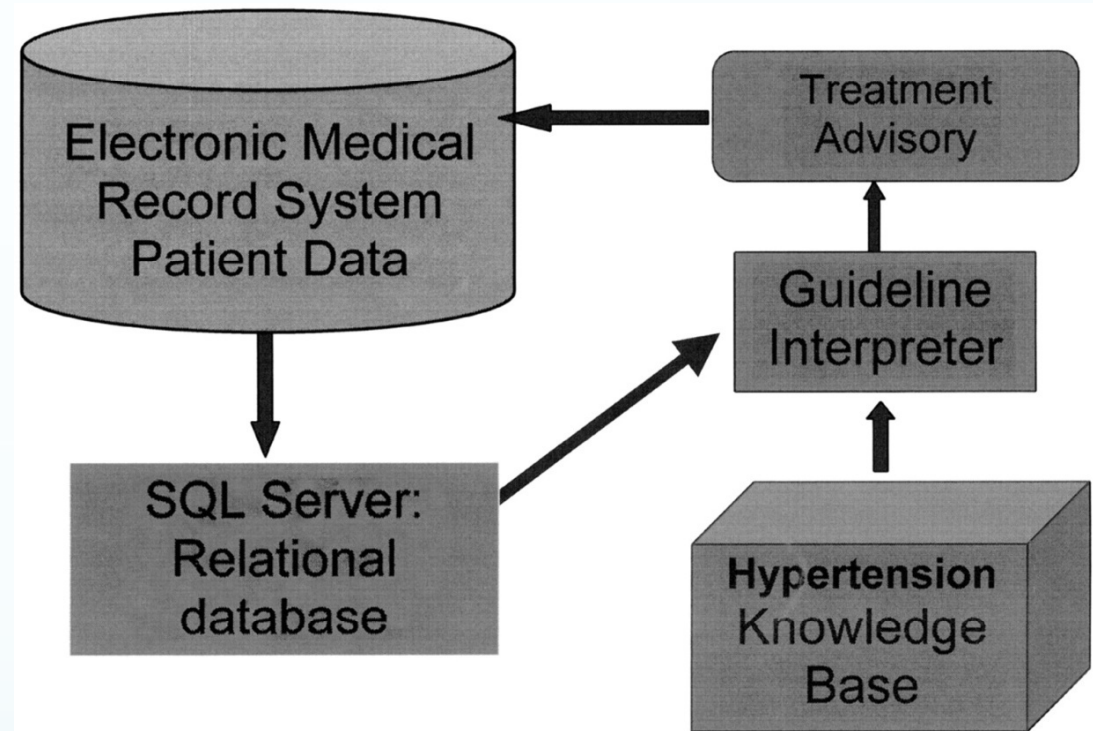 Electronic Medical
Record System
Patient Data
Treatment
Advisory
Guideline
Interpreter
SQL Server:
Relational
database
Hypertension
Knowledge
Base